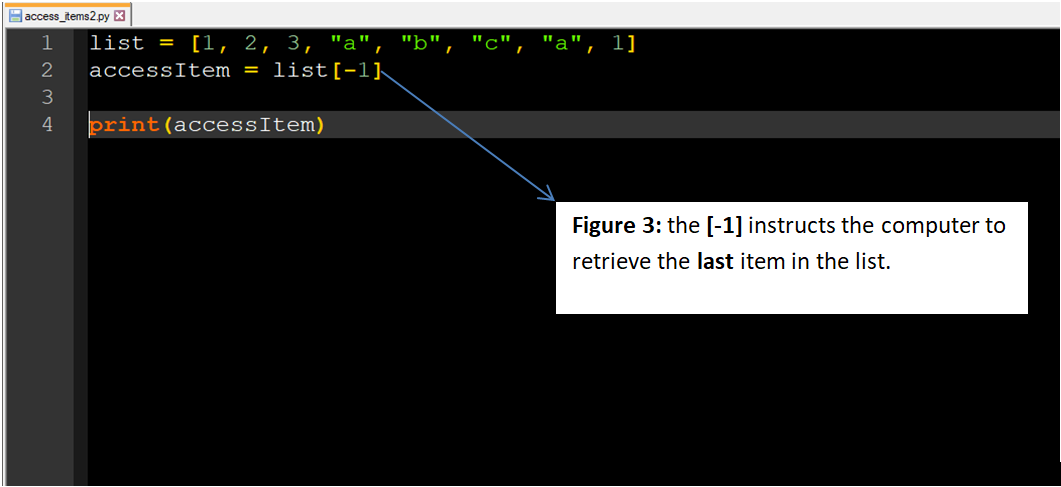 access_items2.py
1 list = [1, 2, 3, "a", "b", "c", "a", 1]
2 accessItem = list[-1]
3
4 print(accessItem)
Figure 3: the [-1] instructs the computer to
retrieve the last item in the list.